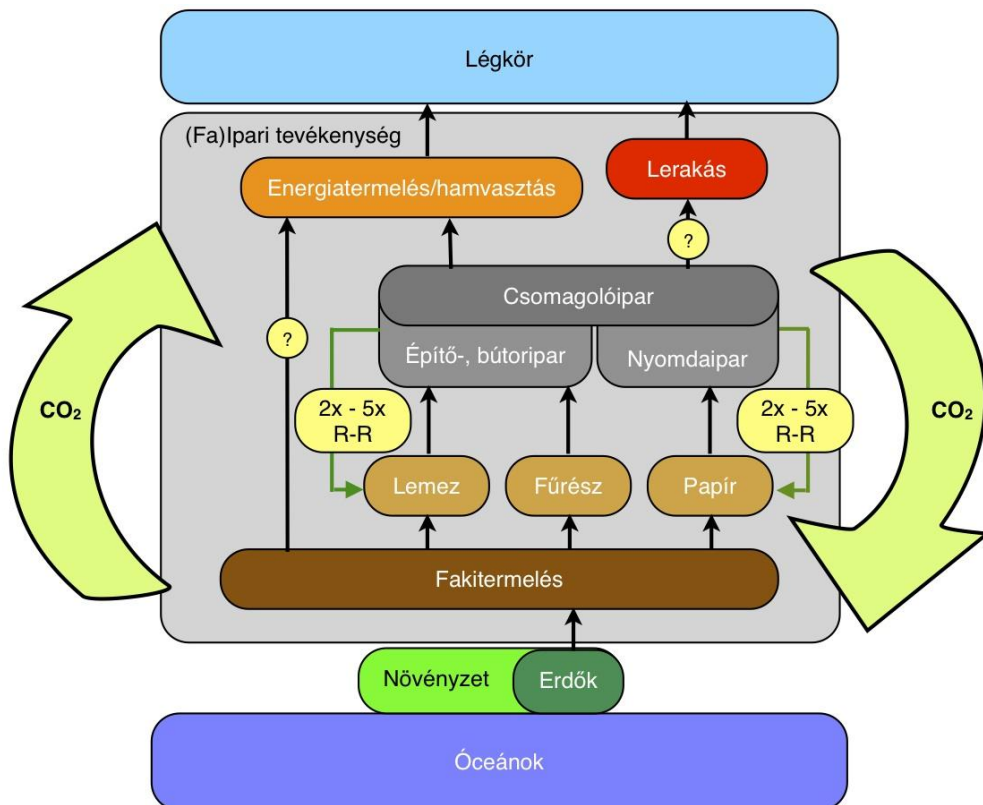 Légkör
(Fa)Ipari tevékenység
Energiatermelés/hamvasztás
Lerakás
?
Csomagolóipar
?
Építő-, bútoripar
Nyomdaipar
CO₂
2x - 5x
R-R
2x - 5x
R-R
CO₂
Lemez
Fűrész
Papír
Fakitermelés
Növényzet
Erdők
Óceánok